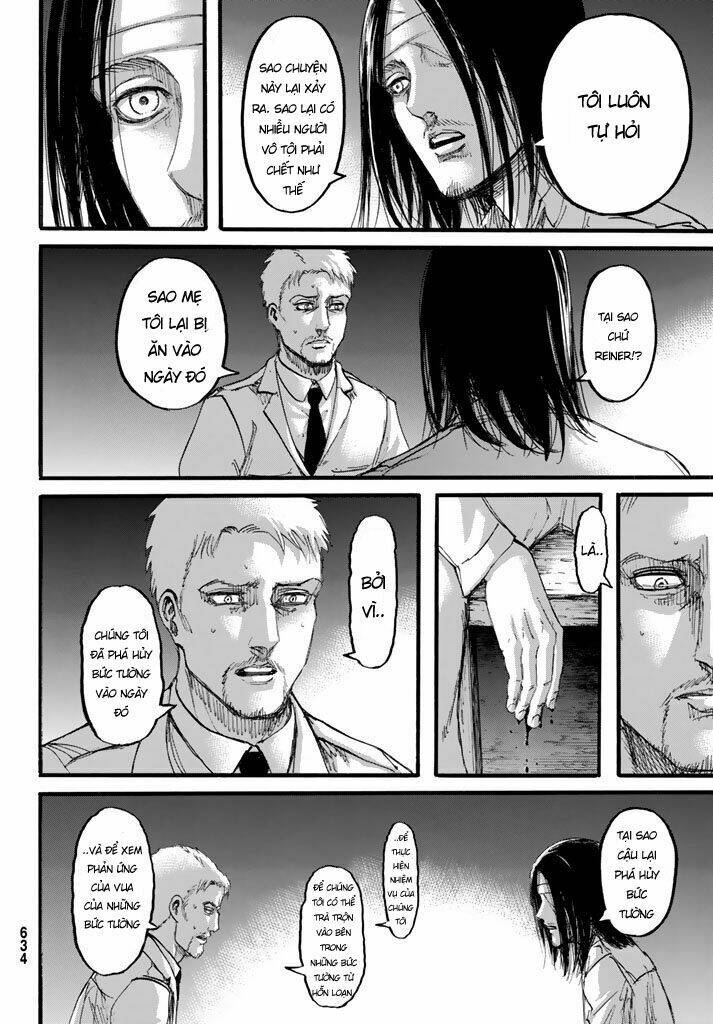 TÔI LUÔN
TỰ HỎI
SAO CHUYỆN
NÀY LẠI XẢY
RA. SAO LẠI CÓ
NHIỀU NGƯỜI
VÔ TỘI PHẢI
CHẾT NHƯ
THẾ
TẠI SAO
CHỨ
REINER!?
SAO MẸ
TÔI LẠI BỊ
ĂN VÀO
NGÀY ĐÓ
LÀ..
BỞI
VÌ..
CHÚNG TÔI
ĐÃ PHÁ HỦY
BỨC TƯỜNG
VÀO NGÀY
ĐÓ
TẠI SAO
CẬU LẠI
PHÁ HỦY
BỨC
TƯỜNG
..ĐỂ
THỰC
HIỆN NHIỆM
VỤ CỦA
CHÚNG
TÔI
ĐỂ CHÚNG
TÔI CÓ THỂ
TRÀ TRỘN
VÀO BÊN
TRONG
NHỮNG BỨC
TƯỜNG TỪ
HỖN LOẠN,
..VÀ ĐỂ XEM
PHẢN ỨNG
CỦA VUA
CỦA NHỮNG
BỨC TƯỜNG
634